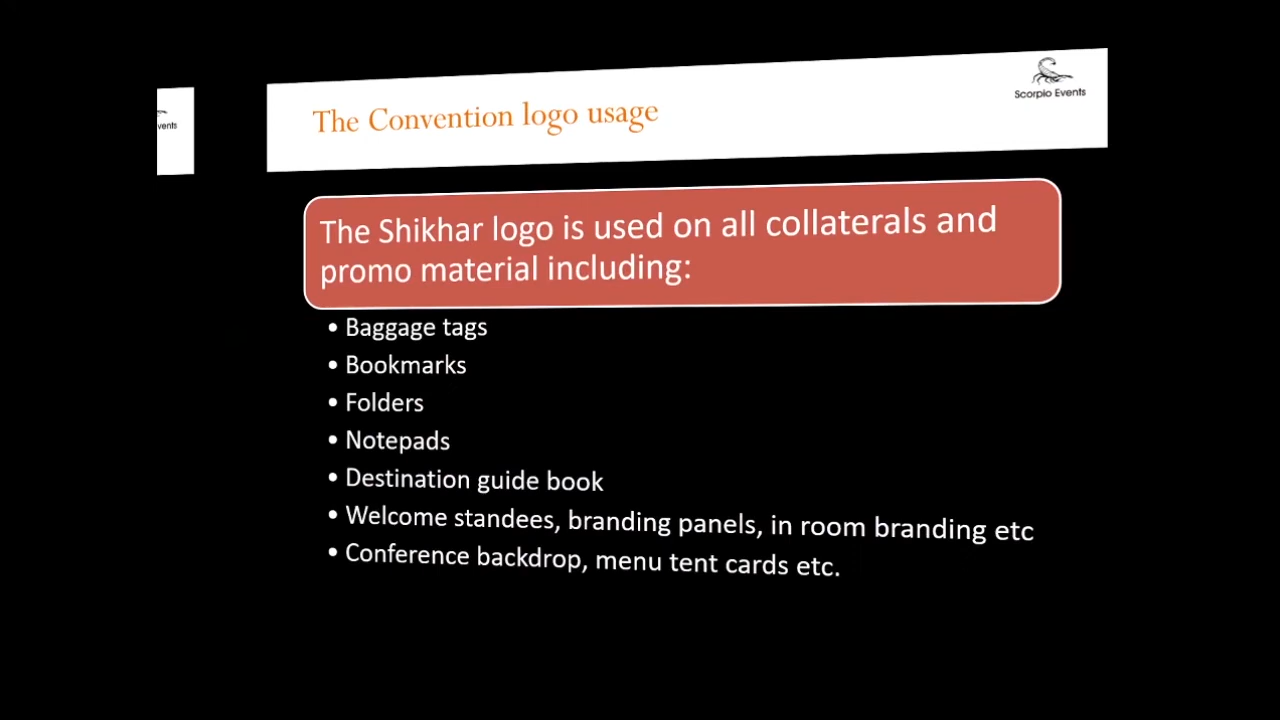 vents
The Convention logo usage
Scorpio Events
The Shikhar logo is used on all collaterals and
promo material including:
• Baggage tags
• Bookmarks
• Folders
• Notepads
• Destination guide book
• Welcome standees, branding panels, in room branding etc
• Conference backdrop, menu tent cards etc.